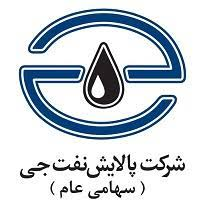 شرکت پالایش نفت جی
( سهامی عام )